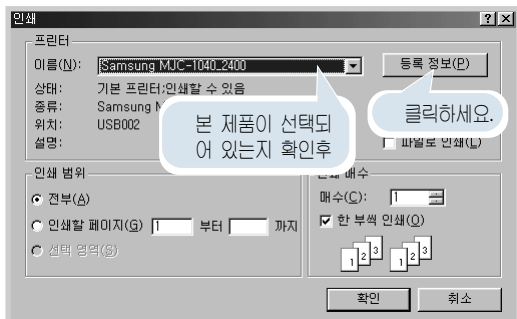 인쇄
프린터
이름(N): Samsung MJC-1040_2400 등록 정보(P)
상태: 기본 프린터;인쇄할 수 있음
종류: Samsung
위치: USB002
설명: 파일로 인쇄(L)
본 제품이 선택되
어 있는지 확인후
클릭하세요.
인쇄 범위
전부(A)
인쇄할 페이지(G) 1 부터 까지
선택 영역(S)
인쇄 매수
매수(C): 1
한 부씩 인쇄(O)
1 2 3 1 2 3
확인 취소